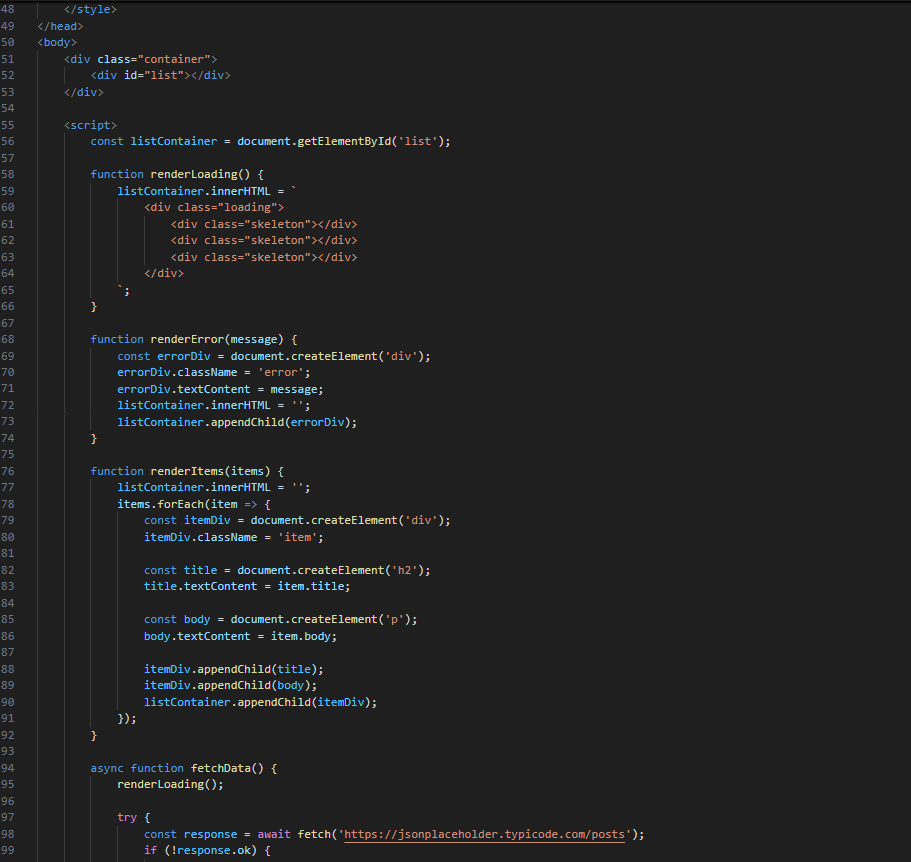 48 </style>
49 </head>
50 <body>
51 <div class="container">
52 <div id="list"></div>
53 </div>
54
55 <script>
56 const listContainer = document.getElementById('list');
57
58 function renderLoading() {
59 listContainer.innerHTML = `
60 <div class="loading">
61 <div class="skeleton"></div>
62 <div class="skeleton"></div>
63 <div class="skeleton"></div>
64 </div>
65 `;
66 }
67
68 function renderError(message) {
69 const errorDiv = document.createElement('div');
70 errorDiv.className = 'error';
71 errorDiv.textContent = message;
72 listContainer.innerHTML = '';
73 listContainer.appendChild(errorDiv);
74 }
75
76 function renderItems(items) {
77 listContainer.innerHTML = '';
78 items.forEach(item => {
79 const itemDiv = document.createElement('div');
80 itemDiv.className = 'item';
81
82 const title = document.createElement('h2');
83 title.textContent = item.title;
84
85 const body = document.createElement('p');
86 body.textContent = item.body;
87
88 itemDiv.appendChild(title);
89 itemDiv.appendChild(body);
90 listContainer.appendChild(itemDiv);
91 });
92 }
93
94 async function fetchData() {
95 renderLoading();
96
97 try {
98 const response = await fetch('https://jsonplaceholder.typicode.com/posts');
99 if (!response.ok) {